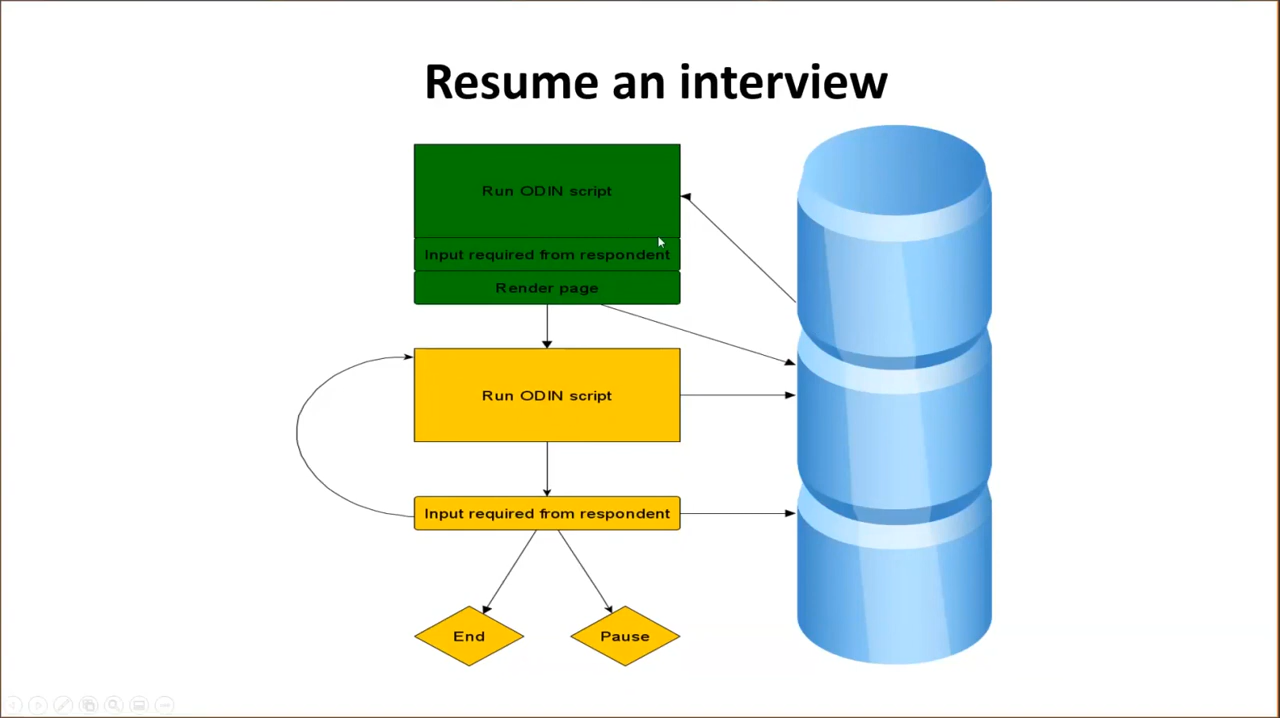 Resume an interview
Run ODIN script
Input required from respondent
Render page
Run ODIN script
Input required from respondent
End
Pause